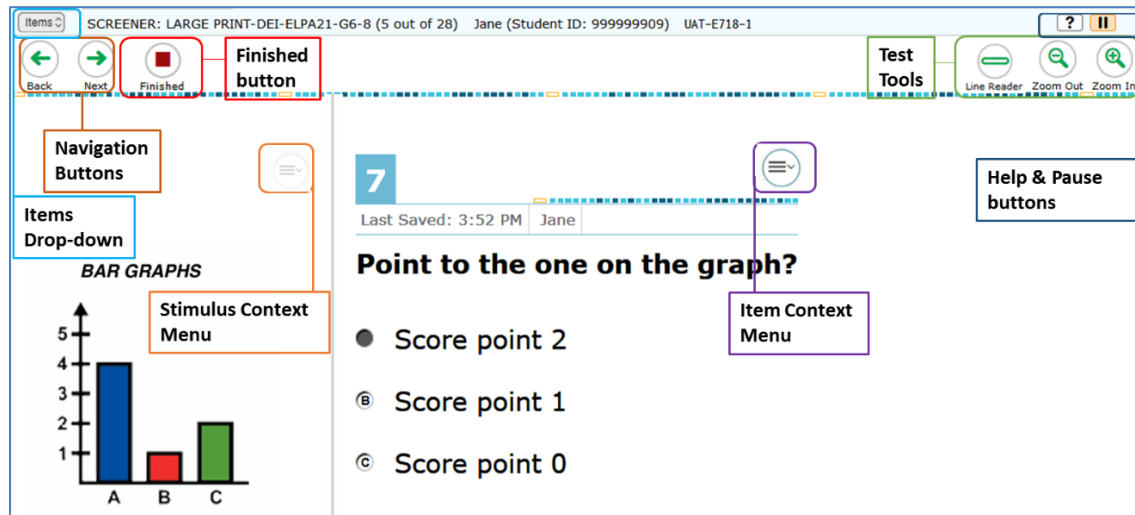 Items
SCREENER: LARGE PRINT-DEI-ELPA21-G6-8 (5 out of 28) Jane (Student ID: 999999909) UAT-E718-1
?
Back
Next
Finished
Finished
button
Test
Tools
Line Reader
Zoom Out
Zoom In
Navigation
Buttons
Items
Drop-down
Help & Pause
buttons
7
Last Saved: 3:52 PM
Jane
BAR GRAPHS
Point to the one on the graph?
Stimulus Context
Menu
Item Context
Menu
5
4
3
2
1
A B C
Score point 2
B Score point 1
C Score point 0